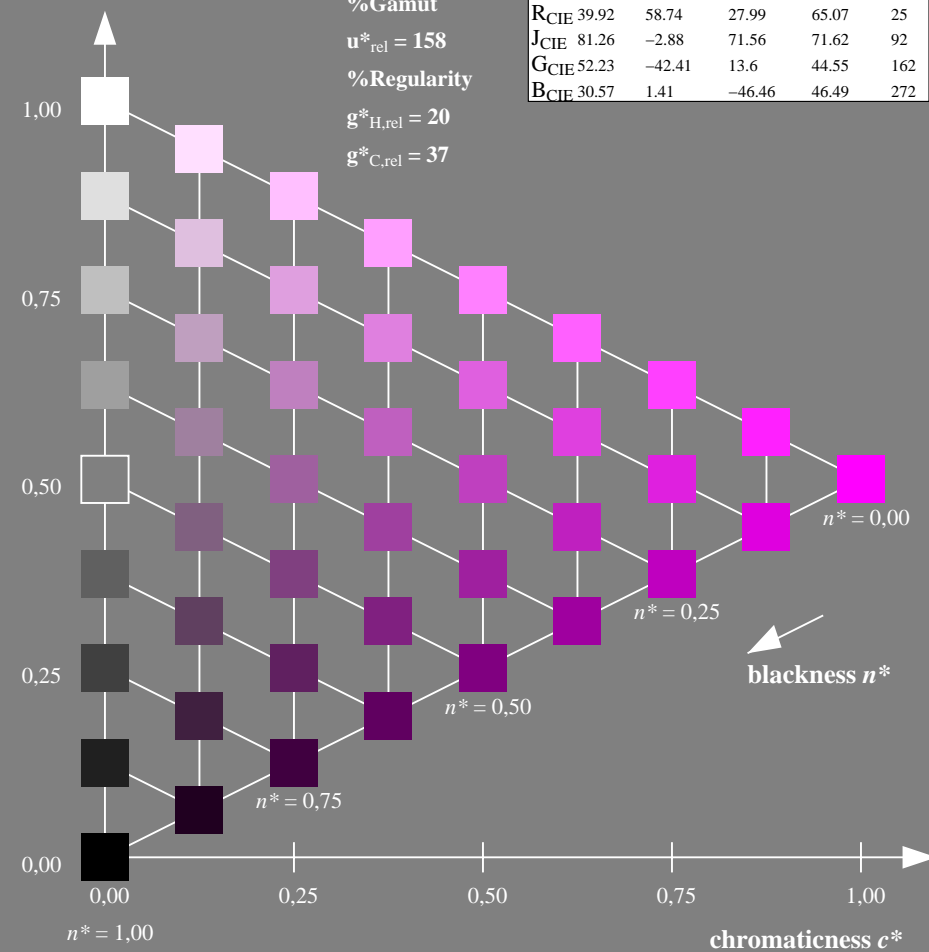 %Gamut
u*rel = 158
%Regularity
g*H,rel = 20
g*C,rel = 37
RCIE 39.92 58.74 27.99 65.07 25
JCIE 81.26 −2.88 71.56 71.62 92
GCIE 52.23 −42.41 13.6 44.55 162
BCIE 30.57 1.41 −46.46 46.49 272
1,00
0,75
0,50
n* = 0,00
n* = 0,25
0,25
blackness n*
n* = 0,50
n* = 0,75
0,00
0,00 0,25 0,50 0,75 1,00
n* = 1,00
chromaticness c*